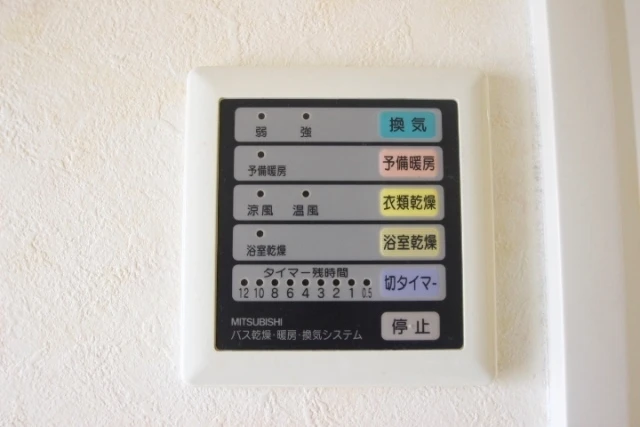 弱 強 換気
予備暖房 予備暖房
涼風 温風 衣類乾燥
浴室乾燥 浴室乾燥
タイマー残時間
12 10 8 6 4 3 2 1 0.5 切タイマー
MITSUBISHI 停止
バス乾燥・暖房・換気システム